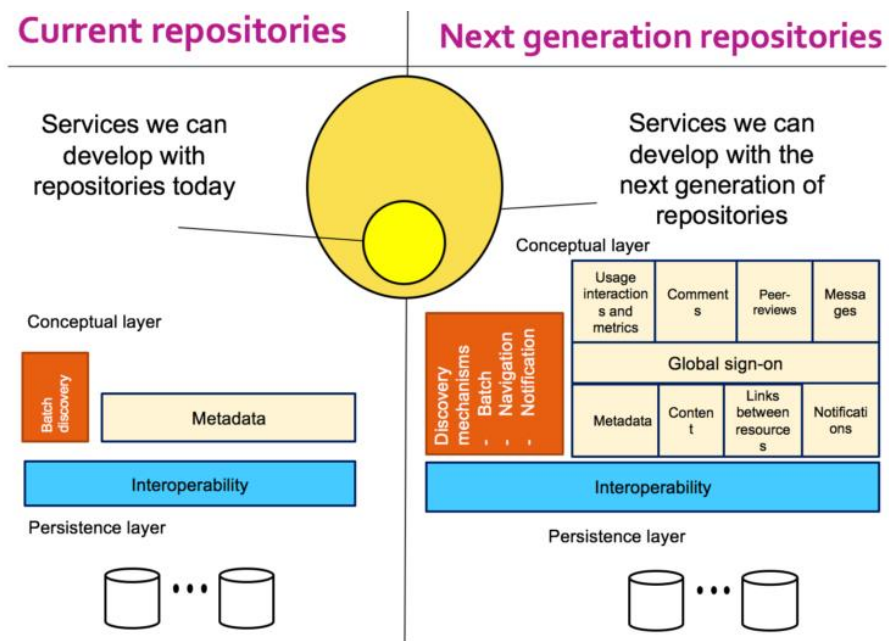 Current repositories
Next generation repositories
Services we can
develop with
repositories today
Services we can
develop with the
next generation of
repositories
Conceptual layer
Batch
discovery
Metadata
Interoperability
Persistence layer
Conceptual layer
Discovery
mechanisms
- Batch
- Navigation
- Notification
Usage
interaction
s and
metrics
Comment
s
Peer-
reviews
Messa
ges
Global sign-on
Metadata
Conten
t
Links
between
resource
s
Notificati
ons
Interoperability
Persistence layer